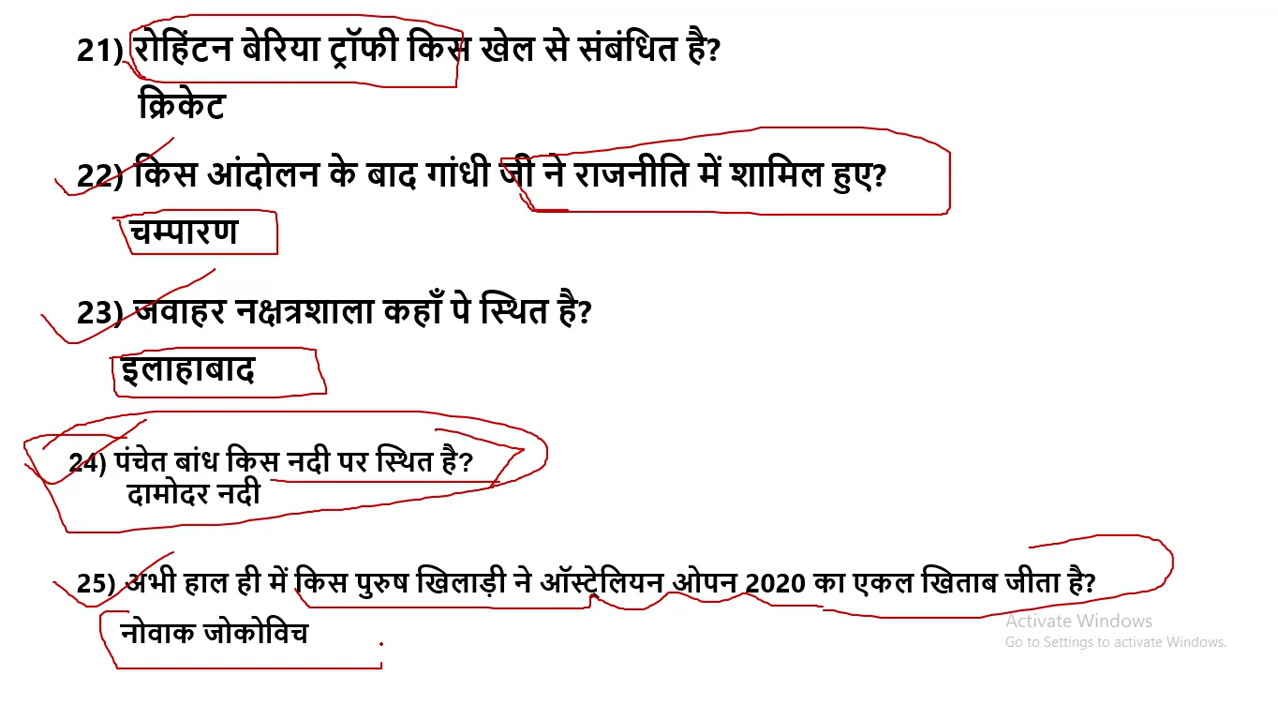 21) रोहिंटन बेरिया ट्रॉफी किस खेल से संबंधित है?
क्रिकेट
22) किस आंदोलन के बाद गांधी जी ने राजनीति में शामिल हुए?
चम्पारण
23) जवाहर नक्षत्रशाला कहाँ पे स्थित है?
इलाहाबाद
24) पंचेत बांध किस नदी पर स्थित है?
दामोदर नदी
25) अभी हाल ही में किस पुरुष खिलाड़ी ने ऑस्ट्रेलियन ओपन 2020 का एकल खिताब जीता है?
नोवाक जोकोविच
Activate Windows
Go to Settings to activate Windows.